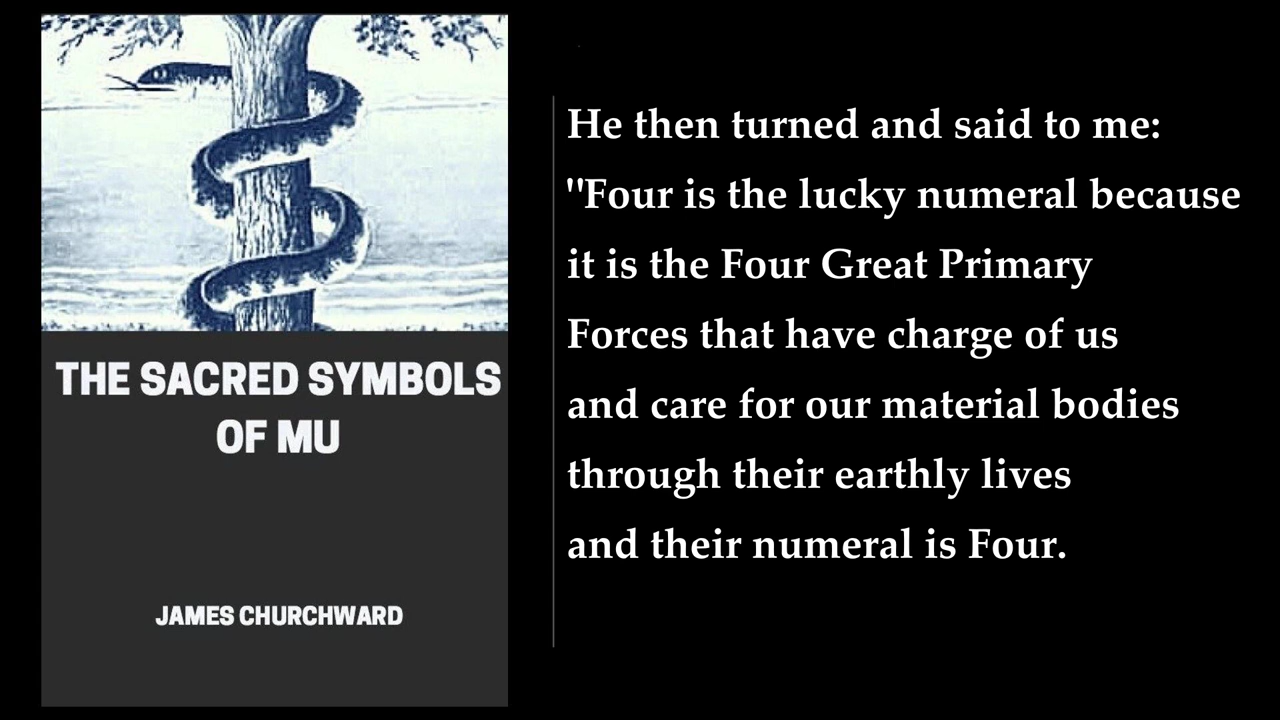 THE SACRED SYMBOLS
OF MU
JAMES CHURCHWARD
He then turned and said to me:
"Four is the lucky numeral because
it is the Four Great Primary
Forces that have charge of us
and care for our material bodies
through their earthly lives
and their numeral is Four.